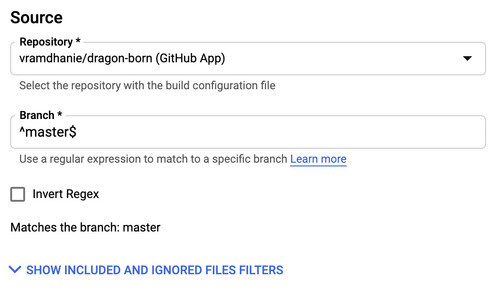 Source
Repository *
vramdhanie/dragon-born (GitHub App)
Select the repository with the build configuration file
Branch *
^master$
Use a regular expression to match to a specific branch Learn more
Invert Regex
Matches the branch: master
SHOW INCLUDED AND IGNORED FILES FILTERS